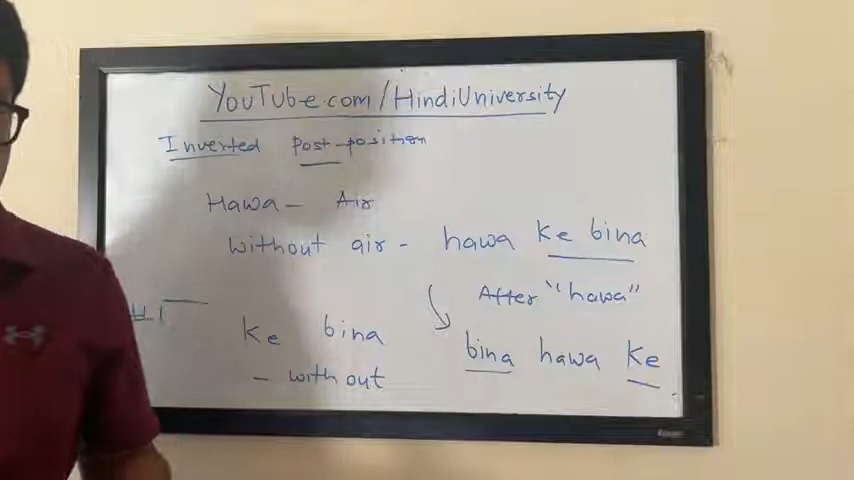 YouTube.com/HindiUniversity
Inverted Post-position
Hawa - Air
without air - hawa ke bina
After "hawa"
#1
ke bina
- without
bina hawa ke